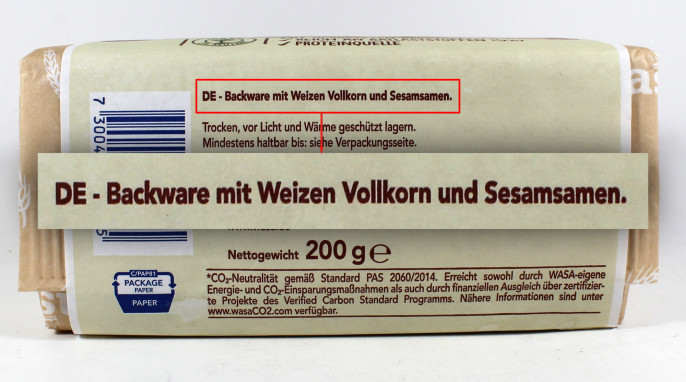 PROTEINQUELLE
DE - Backware mit Weizen Vollkorn und Sesamsamen.
Trocken, vor Licht und Wärme geschützt lagern.
Mindestens haltbar bis: siehe Verpackungsseite.
DE - Backware mit Weizen Vollkorn und Sesamsamen.
Nettogewicht 200 g ℮
*CO₂-Neutralität gemäß Standard PAS 2060/2014. Erreicht sowohl durch WASA-eigene
Energie- und CO₂-Einsparungsmaßnahmen als auch durch finanziellen Ausgleich über zertifizier-
te Projekte des Verified Carbon Standard Programms. Nähere Informationen sind unter
www.wasaCO2.com verfügbar.
C/PAP81
PACKAGE
PAPER
PAPER
7 3004
5
as